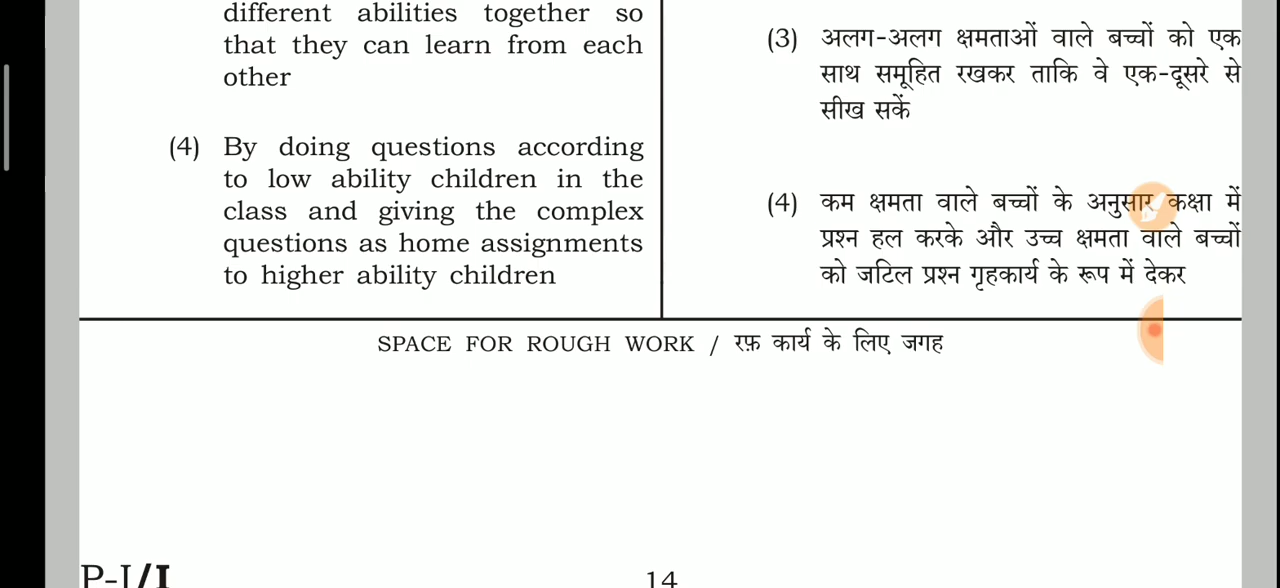 different abilities together so
that they can learn from each
other
(4) By doing questions according
to low ability children in the
class and giving the complex
questions as home assignments
to higher ability children
(3) अलग-अलग क्षमताओं वाले बच्चों को एक
साथ समूहित रखकर ताकि वे एक-दूसरे से
सीख सकें
(4) कम क्षमता वाले बच्चों के अनुसार कक्षा में
प्रश्न हल करके और उच्च क्षमता वाले बच्चों
को जटिल प्रश्न गृहकार्य के रूप में देकर
SPACE FOR ROUGH WORK / रफ़ कार्य के लिए जगह
P-I/I
14